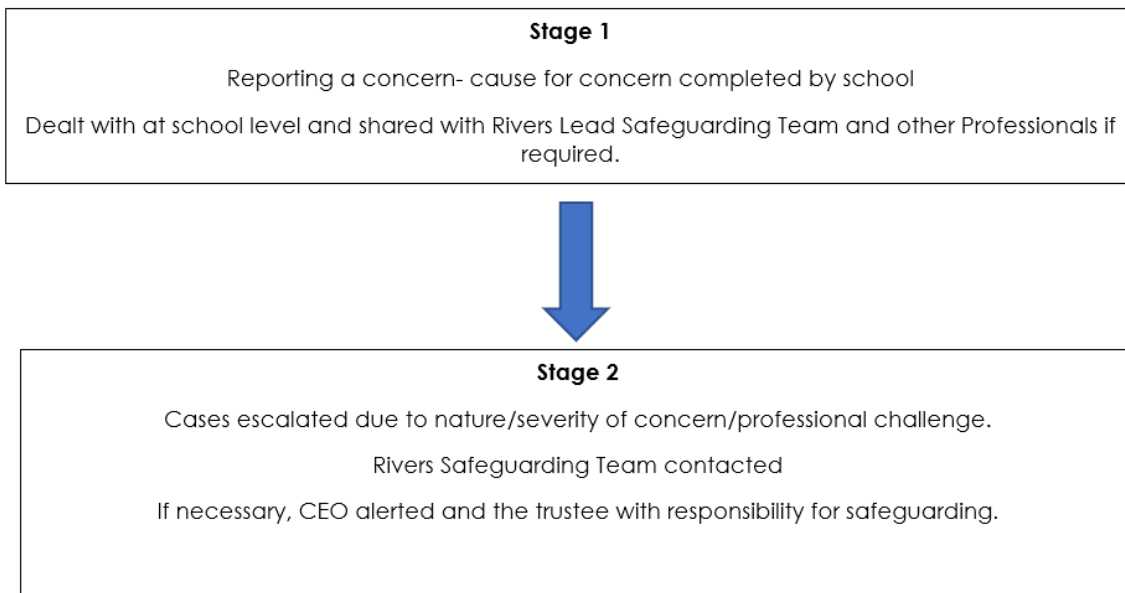 Stage 1
Reporting a concern- cause for concern completed by school
Dealt with at school level and shared with Rivers Lead Safeguarding Team and other Professionals if
required.
Stage 2
Cases escalated due to nature/severity of concern/professional challenge.
Rivers Safeguarding Team contacted
If necessary, CEO alerted and the trustee with responsibility for safeguarding.